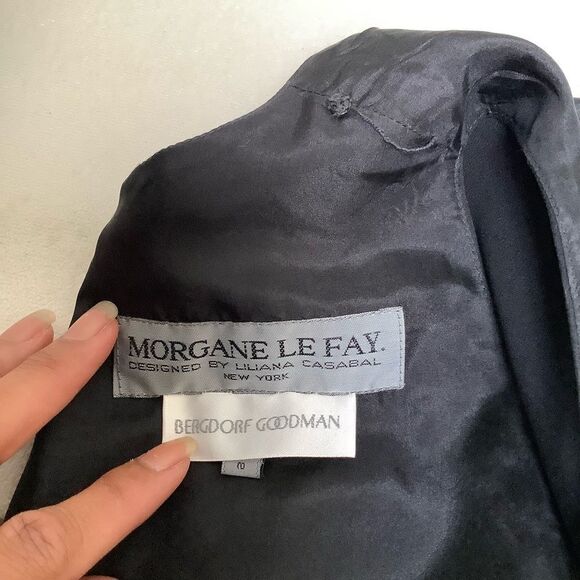 MORGANE LE FAY.
DESIGNED BY LILIANA CASABAL
NEW YORK
BERGDORF GOODMAN